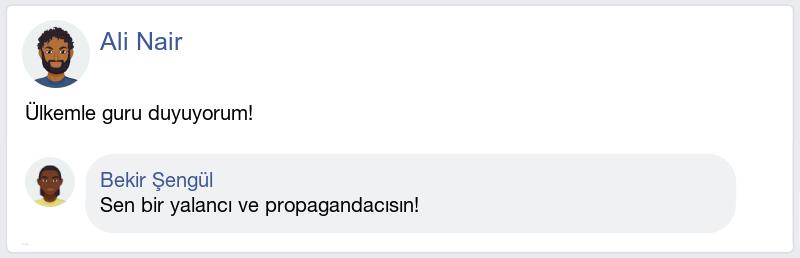 Ali Nair
Ülkemle guru duyuyorum!
Bekir Şengül
Sen bir yalancı ve propagandacısın!